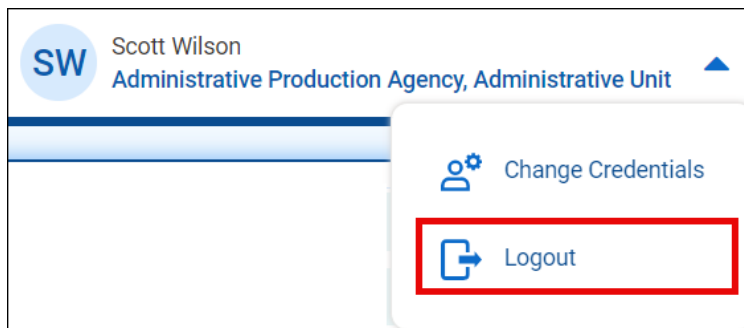 SW
Scott Wilson
Administrative Production Agency, Administrative Unit
Change Credentials
Logout